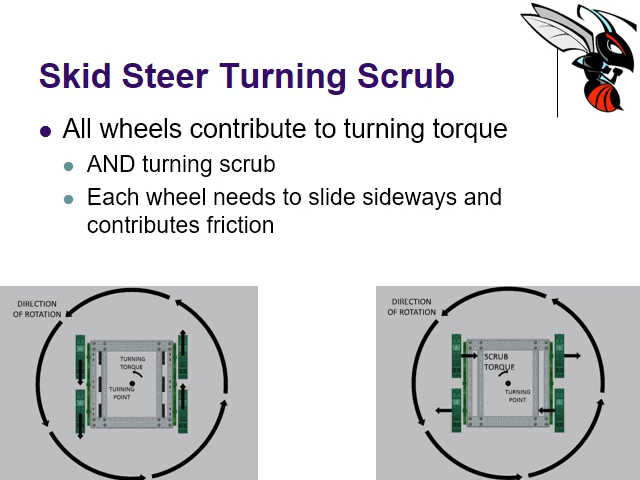 Skid Steer Turning Scrub
All wheels contribute to turning torque
AND turning scrub
Each wheel needs to slide sideways and
contributes friction
DIRECTION
OF ROTATION
TURNING
TORQUE
TURNING
POINT
DIRECTION
OF ROTATION
SCRUB
TORQUE
TURNING
POINT